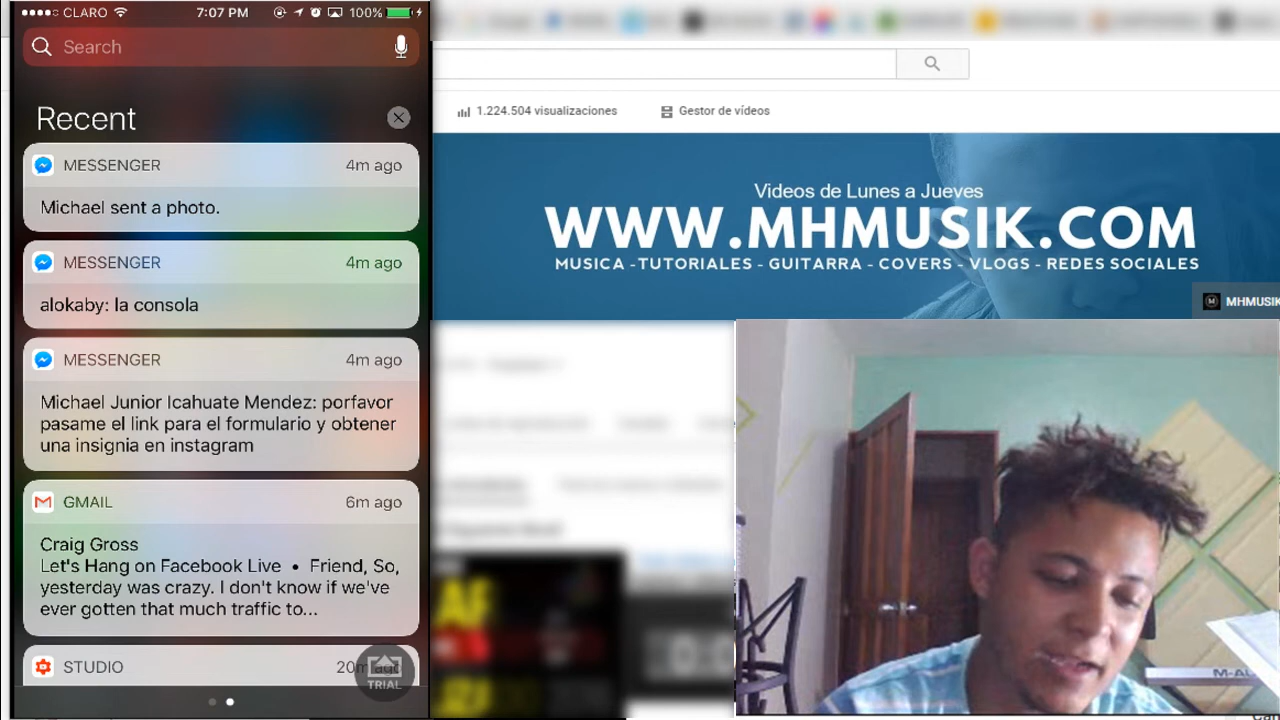 CLARO 7:07 PM 100%
Search
Recent
MESSENGER 4m ago
Michael sent a photo.
MESSENGER 4m ago
alokaby: la consola
MESSENGER 4m ago
Michael Junior Icahuate Mendez: porfavor
pasame el link para el formulario y obtener
una insignia en instagram
GMAIL 6m ago
Craig Gross
Let's Hang on Facebook Live • Friend, So,
yesterday was crazy. I don't know if we've
ever gotten that much traffic to...
STUDIO 20m ago
TRIAL
1.224.504 visualizaciones Gestor de vídeos
Videos de Lunes a Jueves
WWW.MHMUSIK.COM
MUSICA -TUTORIALES - GUITARRA - COVERS - VLOGS - REDES SOCIALES
MHMUSIK